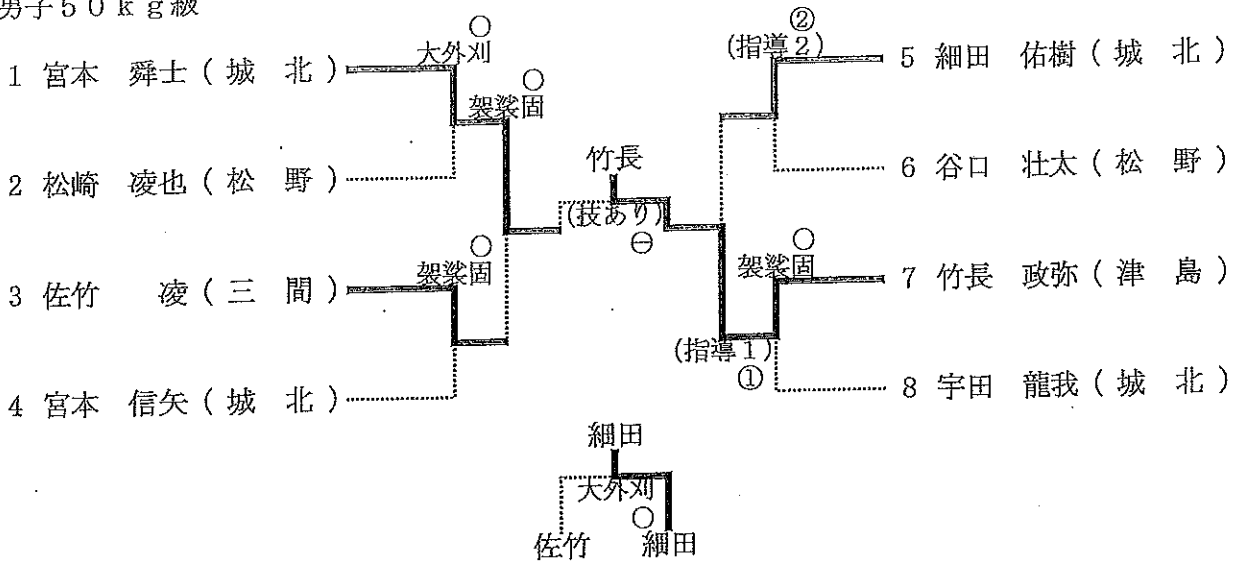 男子５０ｋｇ級
○
大外刈
②
(指導２)
1 宮本 舜士 ( 城 北 )
5 細田 佑樹 ( 城 北 )
○
袈裟固
竹長
2 松崎 凌也 ( 松 野 )
6 谷口 壮太 ( 松 野 )
(技あり)
㊀
○
袈裟固
○
袈裟固
3 佐竹 凌 ( 三 間 )
7 竹長 政弥 ( 津 島 )
(指導１)
①
4 宮本 信矢 ( 城 北 )
8 宇田 龍我 ( 城 北 )
細田
大外刈
○
佐竹 細田